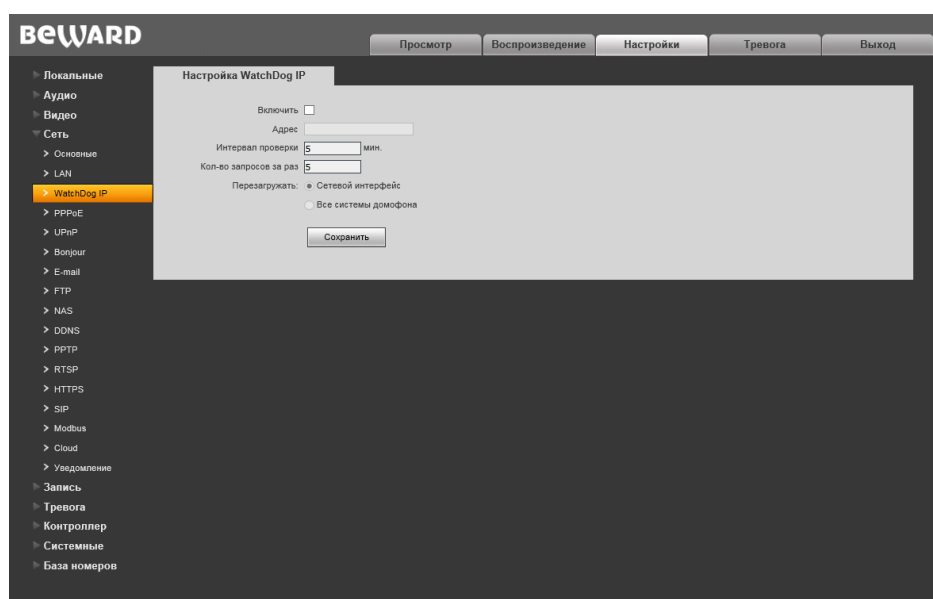 BEWARD
Просмотр Воспроизведение Настройки Тревога Выход
Локальные
Аудио
Видео
Сеть
Основные
LAN
WatchDog IP
PPPoE
UPnP
Bonjour
E-mail
FTP
NAS
DDNS
PPTP
RTSP
HTTPS
SIP
Modbus
Cloud
Уведомление
Запись
Тревога
Контроллер
Системные
База номеров
Настройка WatchDog IP
Включить
Адрес
Интервал проверки 5 мин.
Кол-во запросов за раз 5
Перезагружать: Сетевой интерфейс
Все системы домофона
Сохранить